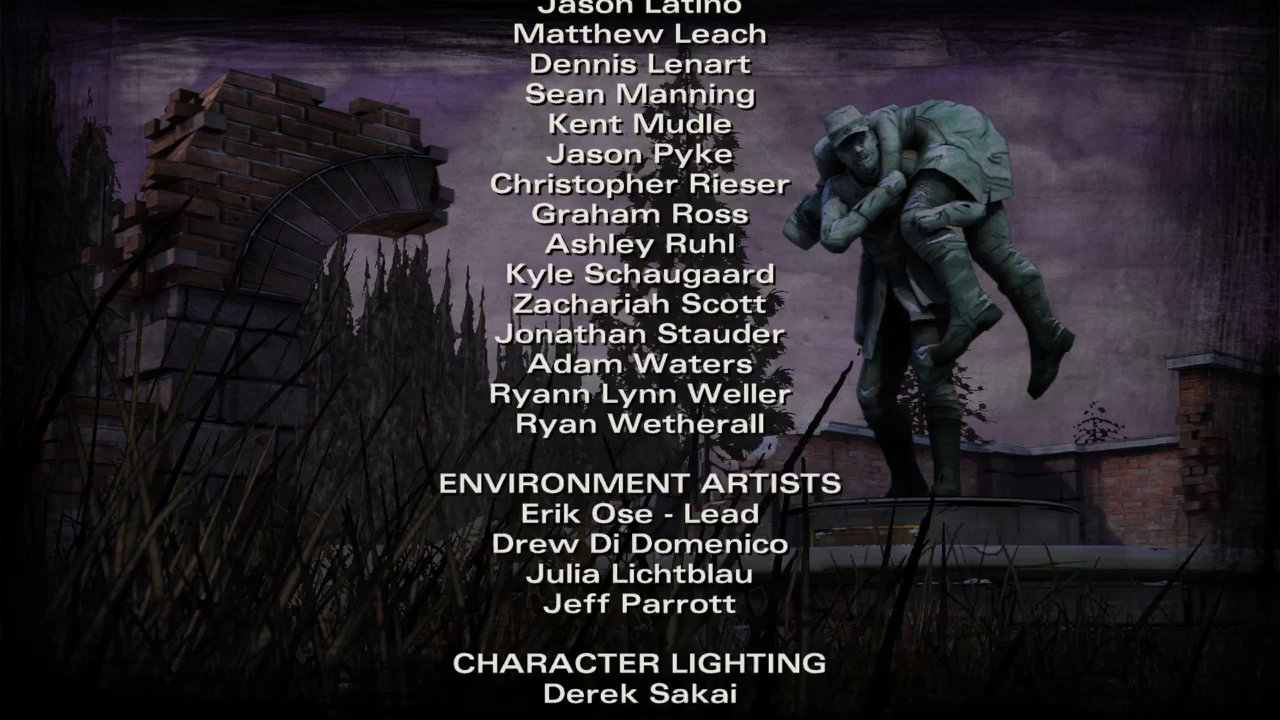 Jason Latino
Matthew Leach
Dennis Lenart
Sean Manning
Kent Mudle
Jason Pyke
Christopher Rieser
Graham Ross
Ashley Ruhl
Kyle Schaugaard
Zachariah Scott
Jonathan Stauder
Adam Waters
Ryann Lynn Weller
Ryan Wetherall
ENVIRONMENT ARTISTS
Erik Ose - Lead
Drew Di Domenico
Julia Lichtblau
Jeff Parrott
CHARACTER LIGHTING
Derek Sakai